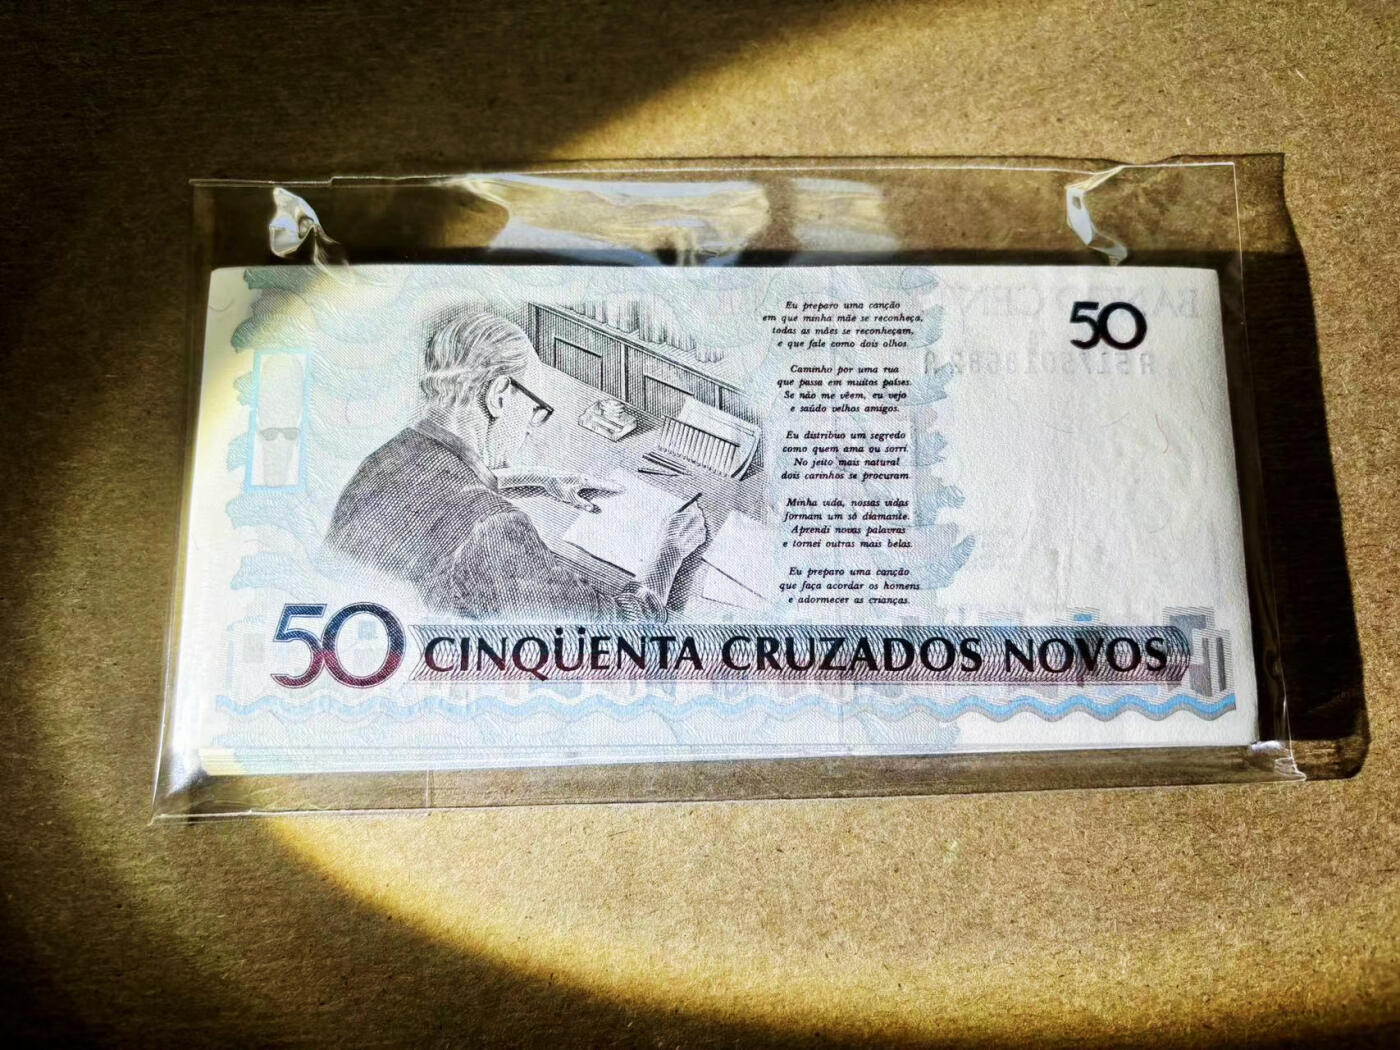 Eu preparo uma canção
em que minha mãe se reconheça,
todas as mães se reconheçam,
e que fale como dois olhos.
Caminho por uma rua
que passa em muitos países.
Se não me vêem, eu vejo
e saúdo velhos amigos.
Eu distribuo um segredo
como quem ama ou sorri.
No jeito mais natural
dois carinhos se procuram.
Minha vida, nossas vidas
formam um só diamante.
Aprendi novas palavras
e tornei outras mais belas.
Eu preparo uma canção
que faça acordar os homens
e adormecer as crianças.
50
50 CINQÜENTA CRUZADOS NOVOS